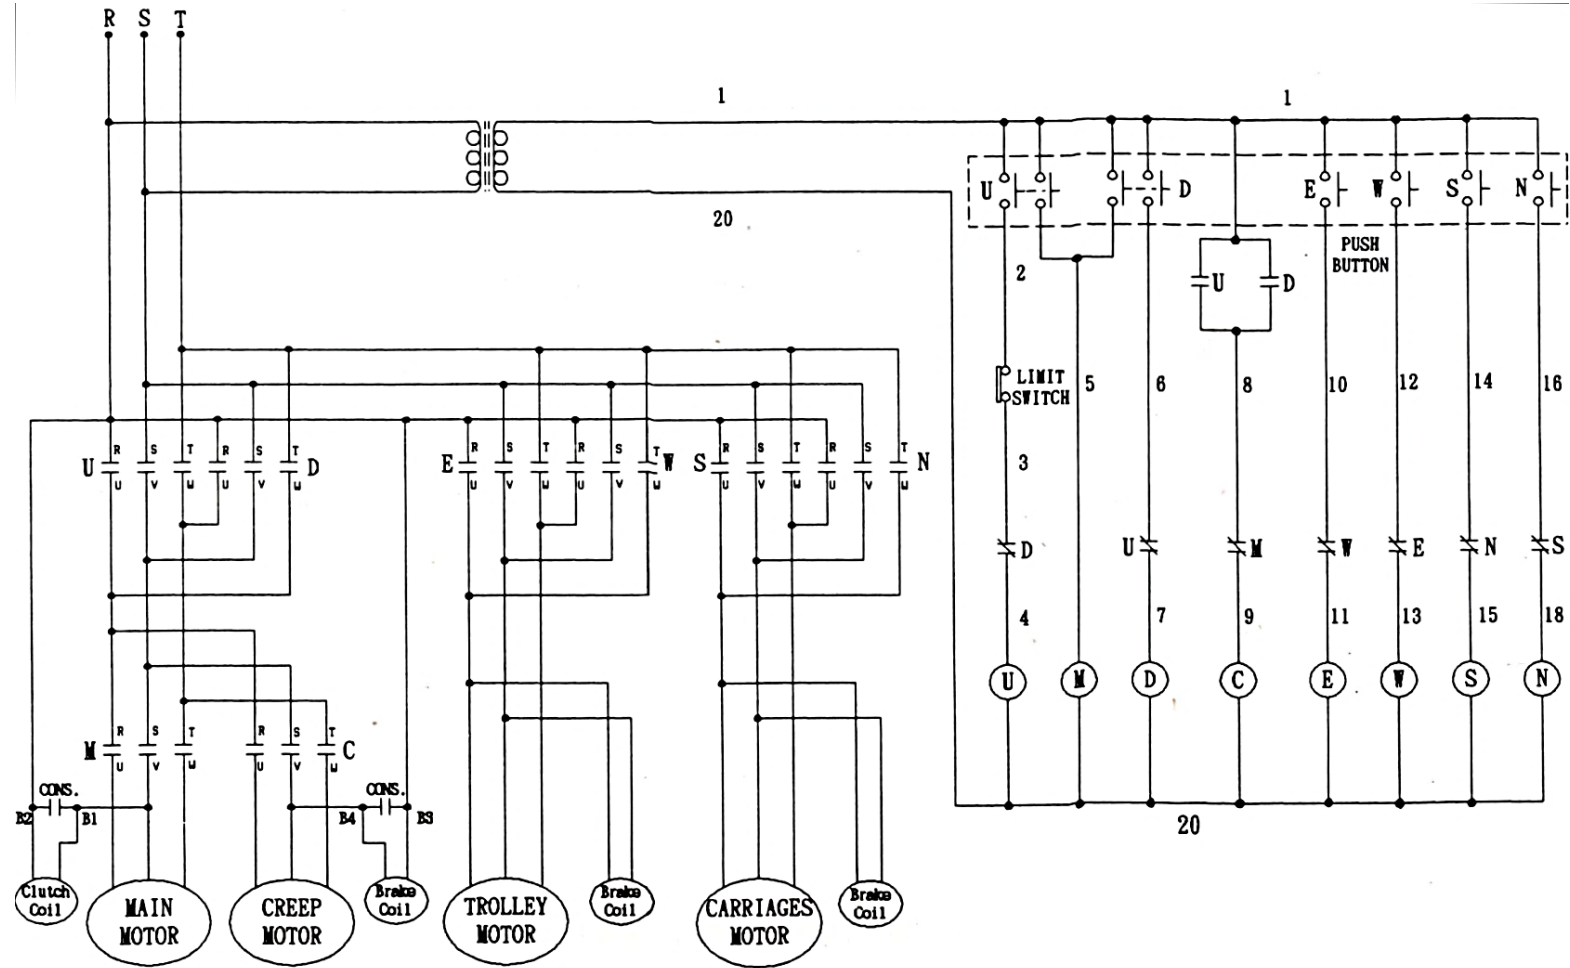 R S T
1 1
U D E W S N
20
PUSH
BUTTON
2
U D
LIMIT
SWITCH
5 6 8 10 12 14 16
R S T R S T
U D
U V W U V W
R S T R S T
E W
U V W U V W
R S T R S T
S N
U V W U V W
3
D U M W E N S
4 7 9 11 13 15 18
U M D C E W S N
R S T R S T
M C
U V W U V W
CONS. CONS.
B2 B1 B4 B3
20
Clutch
Coil
MAIN
MOTOR
CREEP
MOTOR
Brake
Coil
TROLLEY
MOTOR
Brake
Coil
CARRIAGES
MOTOR
Brake
Coil